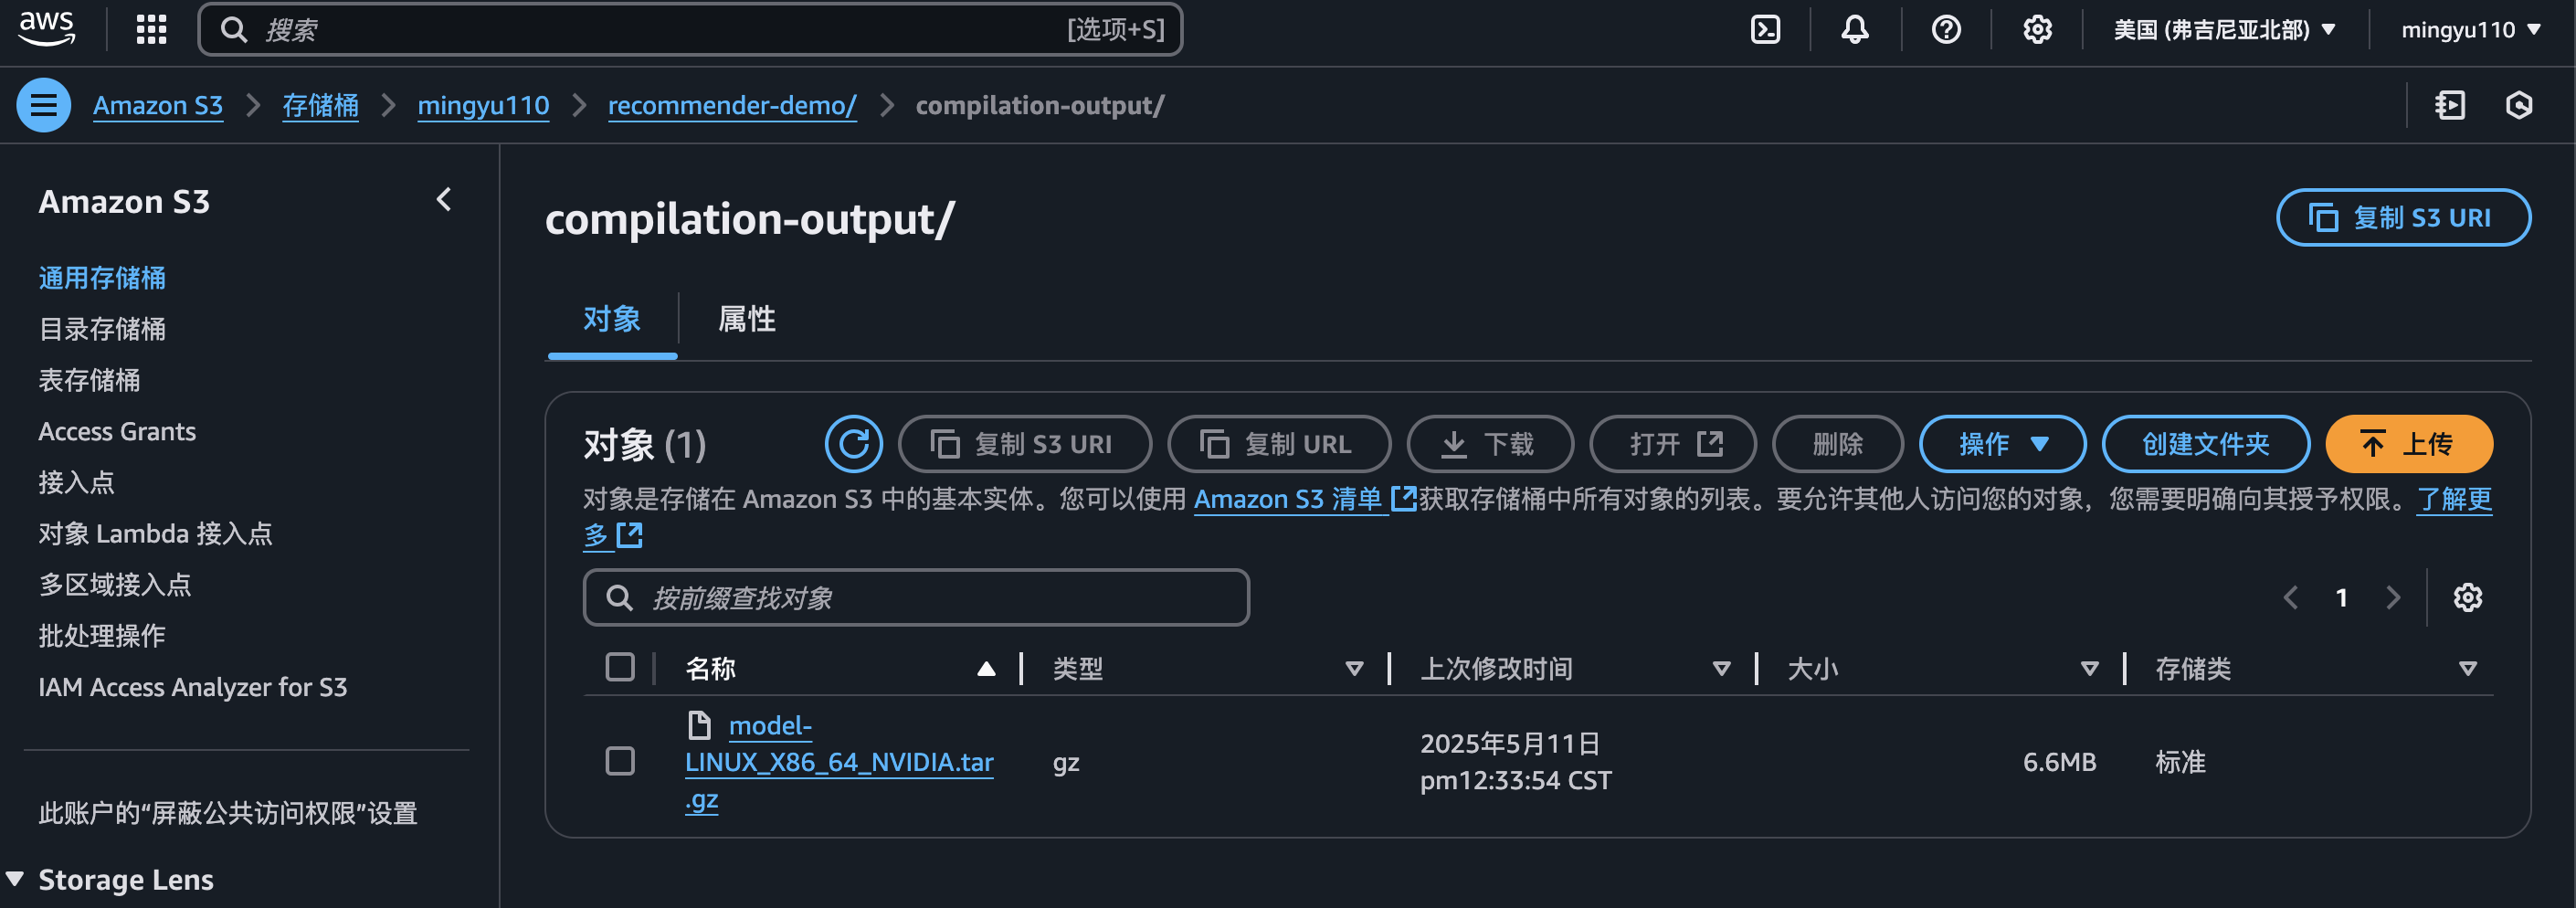 aws
搜索
[选项+S]
美国 (弗吉尼亚北部)
mingyu110
Amazon S3
存储桶
mingyu110
recommender-demo/
compilation-output/
Amazon S3
通用存储桶
目录存储桶
表存储桶
Access Grants
接入点
对象 Lambda 接入点
多区域接入点
批处理操作
IAM Access Analyzer for S3
此账户的“屏蔽公共访问权限”设置
Storage Lens
compilation-output/
复制 S3 URI
对象
属性
对象 (1)
复制 S3 URI
复制 URL
下载
打开
删除
操作
创建文件夹
上传
对象是存储在 Amazon S3 中的基本实体。您可以使用 Amazon S3 清单 获取存储桶中所有对象的列表。要允许其他人访问您的对象，您需要明确向其授予权限。了解更
多
按前缀查找对象
1
名称
类型
上次修改时间
大小
存储类
model-
LINUX_X86_64_NVIDIA.tar
.gz
gz
2025年5月11日
pm12:33:54 CST
6.6MB
标准